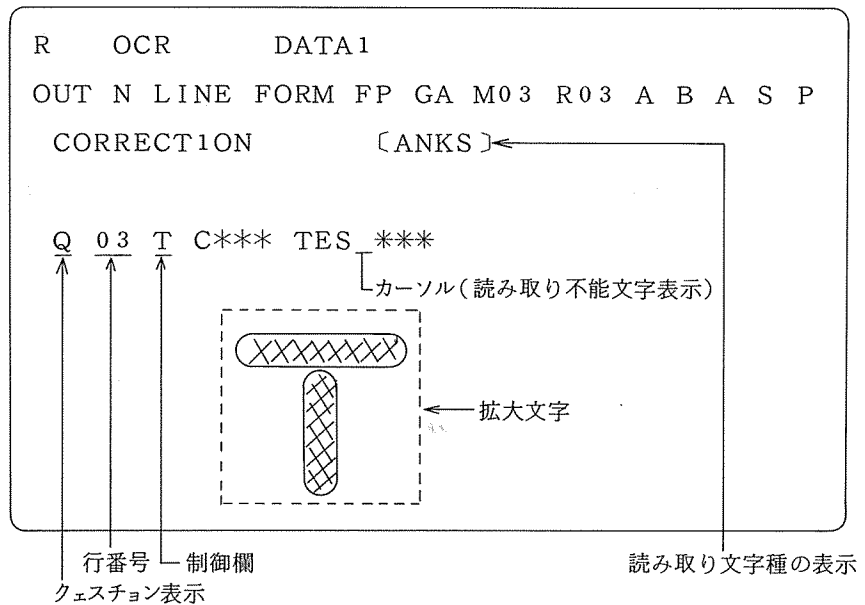 R OCR DATA1
OUT N LINE FORM FP GA M03 R03 A B A S P
CORRECT1ON 〔ANKS〕
Q 03 T C*** TES_***
カーソル(読み取り不能文字表示)
拡大文字
行番号 制御欄 読み取り文字種の表示
クェスチョン表示